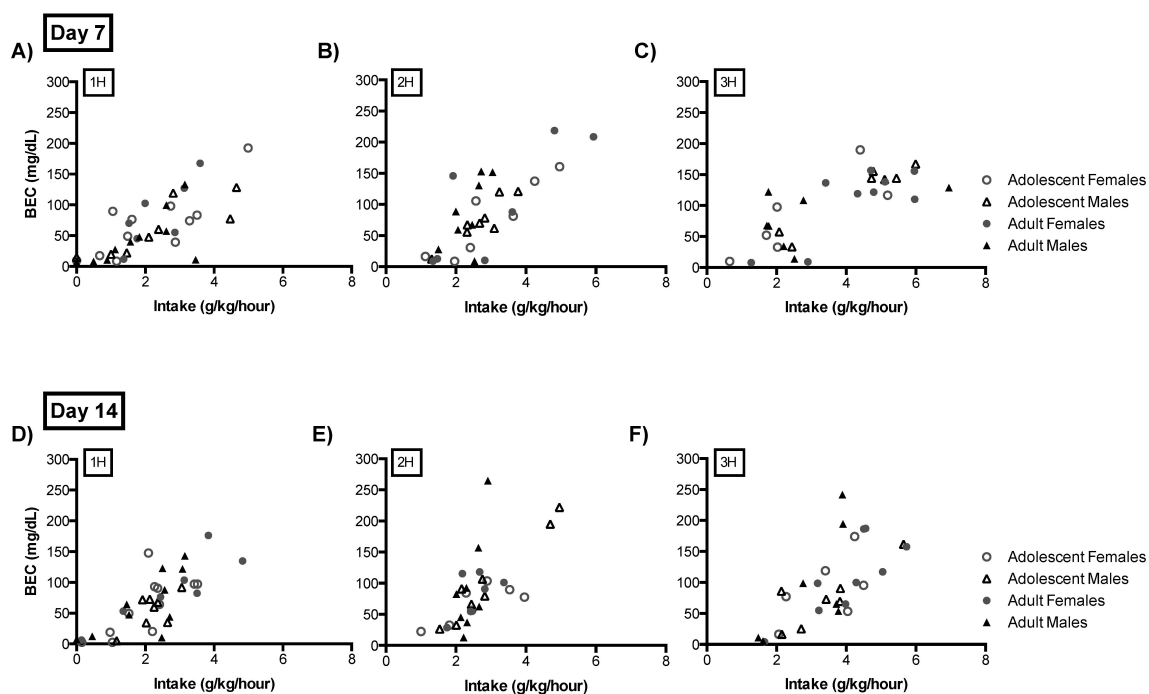 Day 7
A)
B)
C)
1H
2H
3H
300
250
200
150
100
50
0
BEC (mg/dL)
0 2 4 6 8
Intake (g/kg/hour)
300
250
200
150
100
50
0
0 2 4 6 8
Intake (g/kg/hour)
300
250
200
150
100
50
0
0 2 4 6 8
Intake (g/kg/hour)
Adolescent Females
Adolescent Males
Adult Females
Adult Males
Day 14
D)
E)
F)
1H
2H
3H
300
250
200
150
100
50
0
BEC (mg/dL)
0 2 4 6 8
Intake (g/kg/hour)
300
250
200
150
100
50
0
0 2 4 6 8
Intake (g/kg/hour)
300
250
200
150
100
50
0
0 2 4 6 8
Intake (g/kg/hour)
Adolescent Females
Adolescent Males
Adult Females
Adult Males